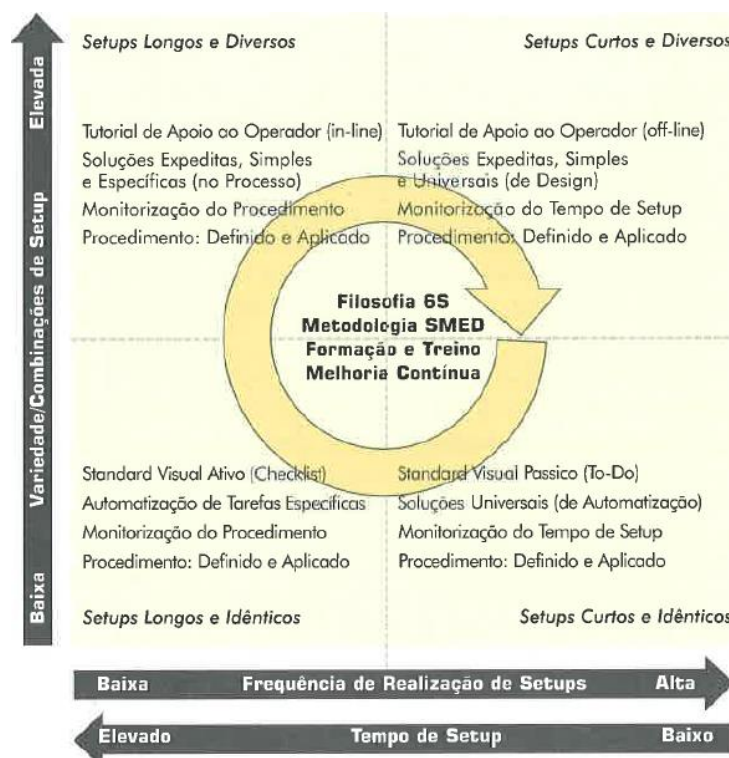 Setups Longos e Diversos
Setups Curtos e Diversos
Elevada
Variedade/Combinações de Setup
Baixa
Tutorial de Apoio ao Operador (in-line)
Soluções Expeditas, Simples
e Específicas (no Processo)
Monitorização do Procedimento
Procedimento: Definido e Aplicado
Tutorial de Apoio ao Operador (off-line)
Soluções Expeditas, Simples
e Universais (de Design)
Monitorização do Tempo de Setup
Procedimento: Definido e Aplicado
Filosofia 6S
Metodologia SMED
Formação e Treino
Melhoria Contínua
Standard Visual Ativo (Checklist)
Automatização de Tarefas Específicas
Monitorização do Procedimento
Procedimento: Definido e Aplicado
Standard Visual Passico (To-Do)
Soluções Universais (de Automatização)
Monitorização do Tempo de Setup
Procedimento: Definido e Aplicado
Setups Longos e Idênticos
Setups Curtos e Idênticos
Baixa Frequência de Realização de Setups Alta
Elevado Tempo de Setup Baixo